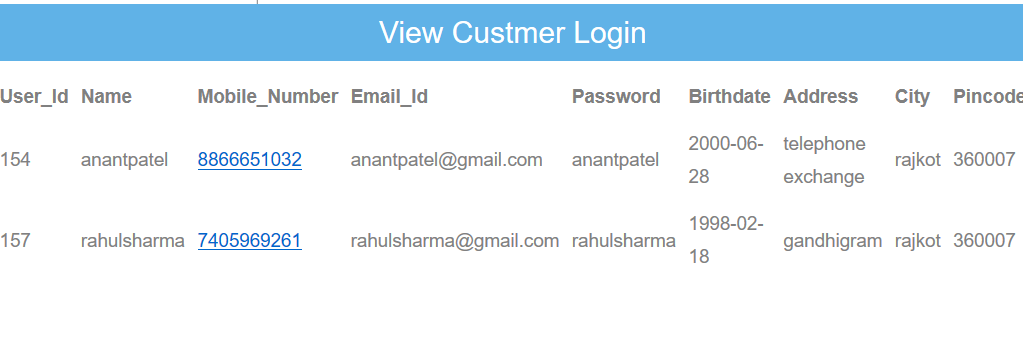 View Custmer Login
User_Id Name Mobile_Number Email_Id Password Birthdate Address City Pincode
154 anantpatel 8866651032 anantpatel@gmail.com anantpatel 2000-06-28 telephone exchange rajkot 360007
157 rahulsharma 7405969261 rahulsharma@gmail.com rahulsharma 1998-02-18 gandhigram rajkot 360007